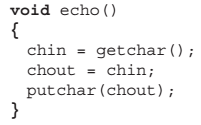 void echo()
{
  chin = getchar();
  chout = chin;
  putchar(chout);
}